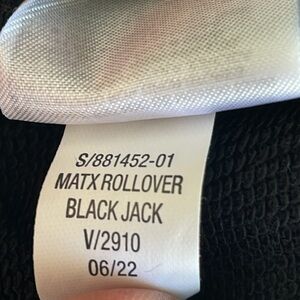 S/881452-01
MATX ROLLOVER
BLACK JACK
V/2910
06/22